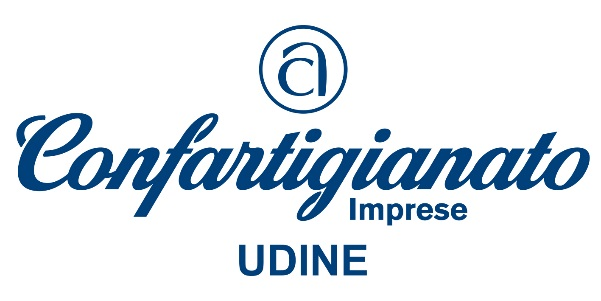 a
Confartigianato
Imprese
UDINE